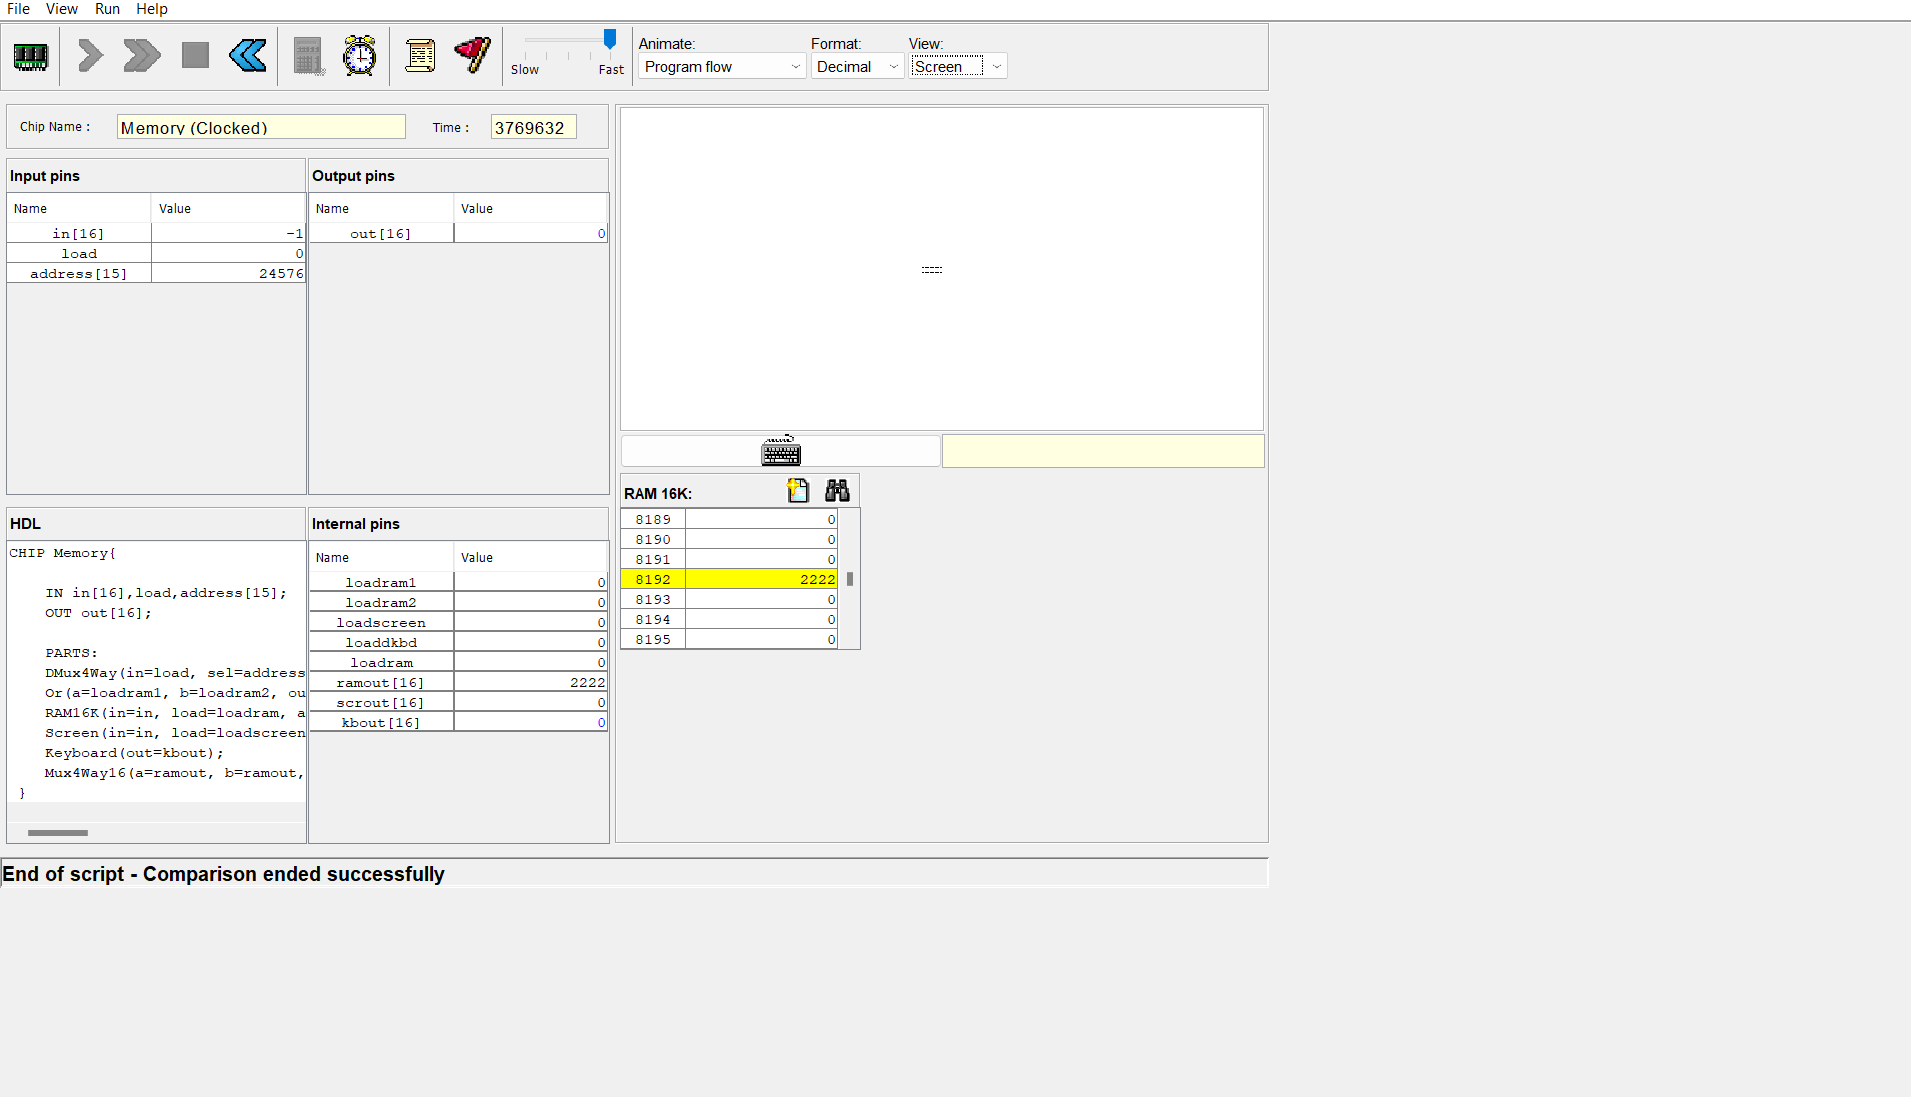 File View Run Help
Animate: Format: View:
Slow Fast Program flow Decimal Screen
Chip Name : Memory (Clocked) Time : 3769632
Input pins
Name Value
in[16] -1
load 0
address[15] 24576
Output pins
Name Value
out[16] 0
HDL
CHIP Memory{
IN in[16],load,address[15];
OUT out[16];
PARTS:
DMux4Way(in=load, sel=address
Or(a=loadram1, b=loadram2, ou
RAM16K(in=in, load=loadram, a
Screen(in=in, load=loadscreen
Keyboard(out=kbout);
Mux4Way16(a=ramout, b=ramout,
}
Internal pins
Name Value
loadram1 0
loadram2 0
loadscreen 0
loaddkbd 0
loadram 0
ramout[16] 2222
scrout[16] 0
kbout[16] 0
RAM 16K:
8189 0
8190 0
8191 0
8192 2222
8193 0
8194 0
8195 0
End of script - Comparison ended successfully